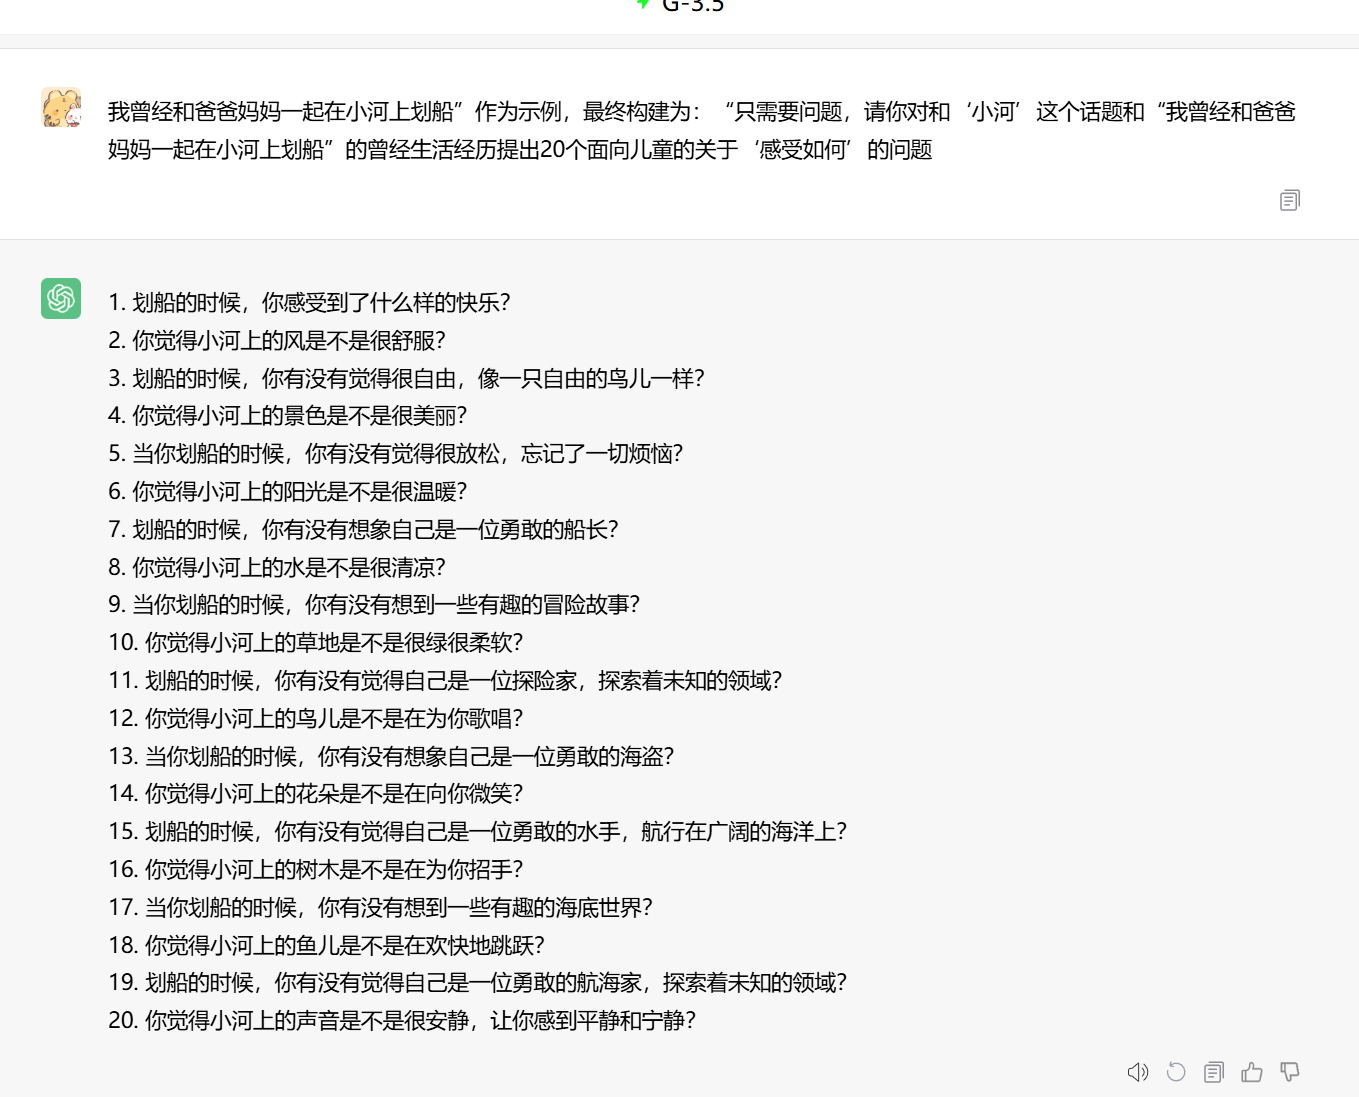 G-3.5
我曾经和爸爸妈妈一起在小河上划船”作为示例，最终构建为：“只需要问题，请你对和‘小河’这个话题和“我曾经和爸爸
妈妈一起在小河上划船”的曾经生活经历提出20个面向儿童的关于‘感受如何’的问题
1. 划船的时候，你感受到了什么样的快乐？
2. 你觉得小河上的风是不是很舒服？
3. 划船的时候，你有没有觉得很自由，像一只自由的鸟儿一样？
4. 你觉得小河上的景色是不是很美丽？
5. 当你划船的时候，你有没有觉得很放松，忘记了一切烦恼？
6. 你觉得小河上的阳光是不是很温暖？
7. 划船的时候，你有没有想象自己是一位勇敢的船长？
8. 你觉得小河上的水是不是很清凉？
9. 当你划船的时候，你有没有想到一些有趣的冒险故事？
10. 你觉得小河上的草地是不是很绿很柔软？
11. 划船的时候，你有没有觉得自己是一位探险家，探索着未知的领域？
12. 你觉得小河上的鸟儿是不是在为你歌唱？
13. 当你划船的时候，你有没有想象自己是一位勇敢的海盗？
14. 你觉得小河上的花朵是不是在向你微笑？
15. 划船的时候，你有没有觉得自己是一位勇敢的水手，航行在广阔的海洋上？
16. 你觉得小河上的树木是不是在为你招手？
17. 当你划船的时候，你有没有想到一些有趣的海底世界？
18. 你觉得小河上的鱼儿是不是在欢快地跳跃？
19. 划船的时候，你有没有觉得自己是一位勇敢的航海家，探索着未知的领域？
20. 你觉得小河上的声音是不是很安静，让你感到平静和宁静？